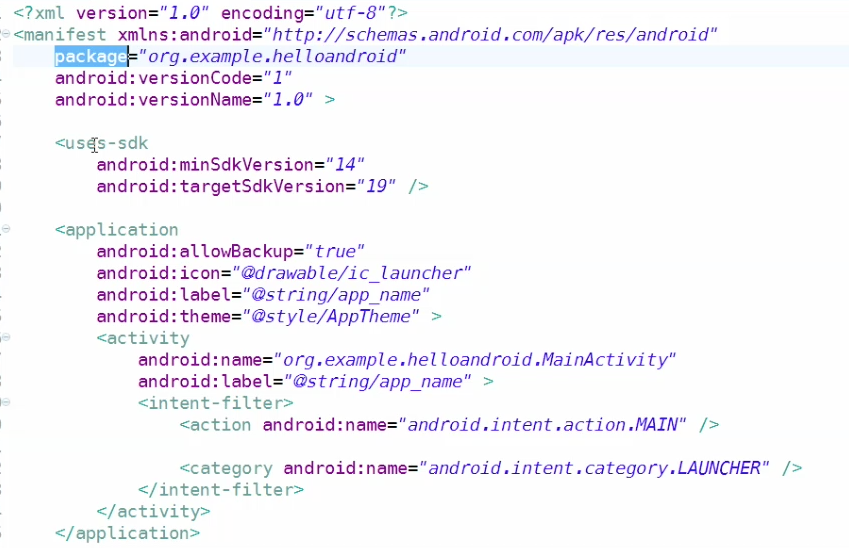 <?xml version="1.0" encoding="utf-8"?>
<manifest xmlns:android="http://schemas.android.com/apk/res/android"
    package="org.example.helloandroid"
    android:versionCode="1"
    android:versionName="1.0" >
    <uses-sdk
        android:minSdkVersion="14"
        android:targetSdkVersion="19" />
    <application
        android:allowBackup="true"
        android:icon="@drawable/ic_launcher"
        android:label="@string/app_name"
        android:theme="@style/AppTheme" >
        <activity
            android:name="org.example.helloandroid.MainActivity"
            android:label="@string/app_name" >
            <intent-filter>
                <action android:name="android.intent.action.MAIN" />
                <category android:name="android.intent.category.LAUNCHER" />
            </intent-filter>
        </activity>
    </application>